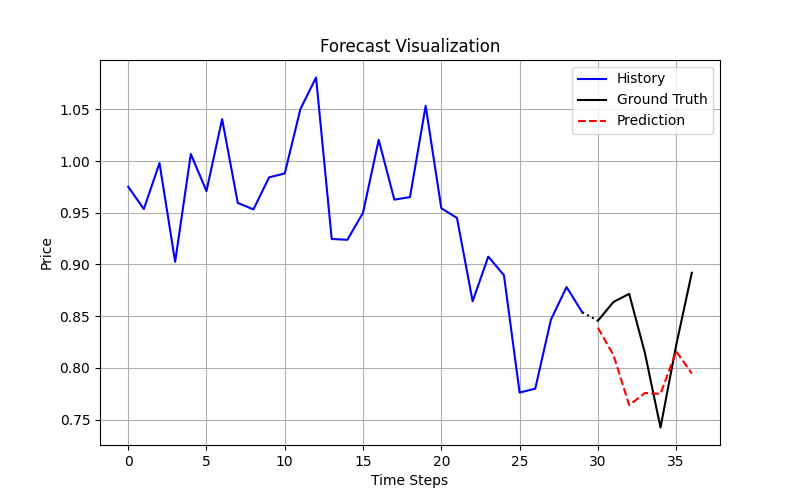 Forecast Visualization
History
Ground Truth
Prediction
1.05
1.00
0.95
0.90
0.85
0.80
0.75
Price
0 5 10 15 20 25 30 35
Time Steps